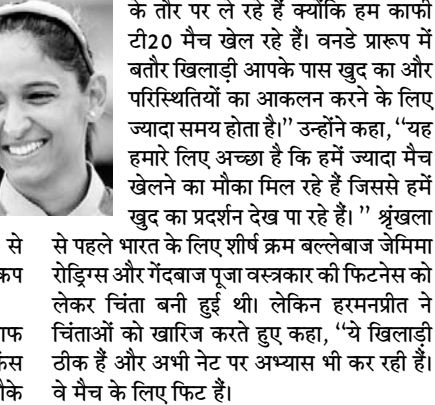 के तौर पर ले रहे हैं क्योंकि हम काफी
टी20 मैच खेल रहे हैं। वनडे प्रारूप में
बतौर खिलाड़ी आपके पास खुद का और
परिस्थितियों का आकलन करने के लिए
ज्यादा समय होता है।’’ उन्होंने कहा, ‘‘यह
हमारे लिए अच्छा है कि हमें ज्यादा मैच
खेलने का मौका मिल रहे हैं जिससे हमें
खुद का प्रदर्शन देख पा रहे हैं। ’’ श्रृंखला
से पहले भारत के लिए शीर्ष क्रम बल्लेबाज जेमिमा
रोड्रिग्स और गेंदबाज पूजा वस्त्रकार की फिटनेस को
लेकर चिंता बनी हुई थी। लेकिन हरमनप्रीत ने
चिंताओं को खारिज करते हुए कहा, ‘‘ये खिलाड़ी
ठीक हैं और अभी नेट पर अभ्यास भी कर रही हैं।
वे मैच के लिए फिट हैं।
से